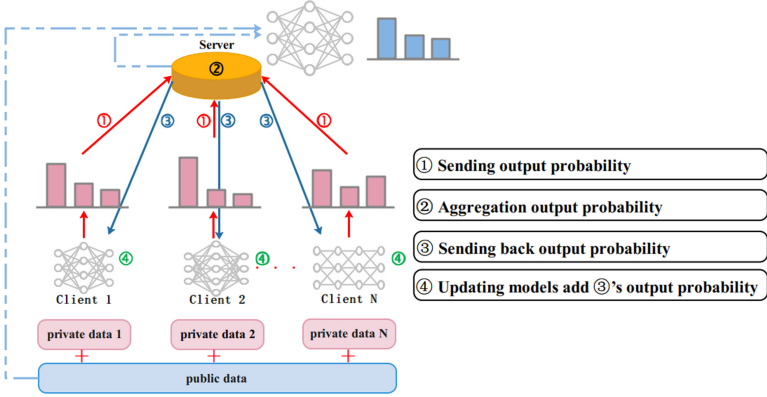 Server
②
① ③ ① ③ ③ ①
① Sending output probability
② Aggregation output probability
③ Sending back output probability
④ Updating models add ③'s output probability
④ ④ ④
Client 1 Client 2 Client N
private data 1 private data 2 private data N
+ + +
public data